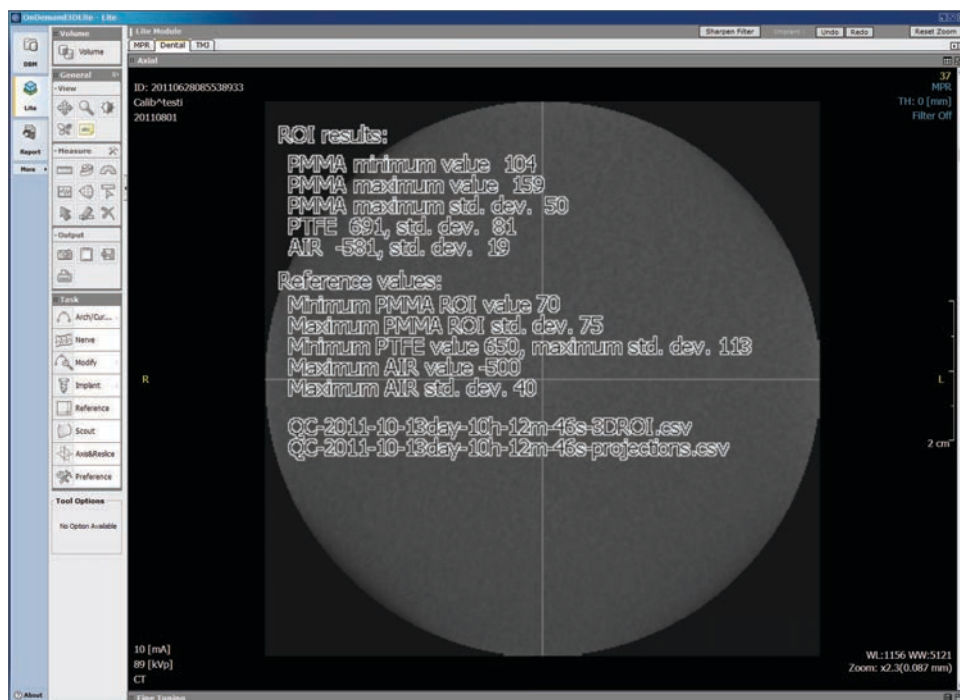 OnDemand3DLite - Lite
DBM
Lite
Report
More
Volume
Volume
General
View
Measure
Output
Task
Arch/Cur...
Nerve
Modify
Implant
Reference
Scout
Axis&Reslice
Preference
Tool Options
No Option Available
About
Lite Module
Sharpen Filter
Undo
Redo
Reset Zoom
MPR
Dental
TMJ
Axial
ID: 20110628085538933
Calib^testi
20110801
37
MPR
TH: 0 [mm]
Filter Off
ROI results:
PMMA minimum value 104
PMMA maximum value 159
PMMA maximum std. dev. 50
PTFE 691, std. dev. 81
AIR -581, std. dev. 19
Reference values:
Minimum PMMA ROI value 70
Maximum PMMA ROI std. dev. 75
Minimum PTFE value 650, maximum std. dev. 113
Maximum AIR value -500
Maximum AIR std. dev. 40
QC-2011-10-13day-10h-12m-46s-3DROI.csv
QC-2011-10-13day-10h-12m-46s-projections.csv
R
L
2 cm
10 [mA]
89 [kVp]
CT
WL:1156 WW:5121
Zoom: x2.3(0.087 mm)
Fine Tuning